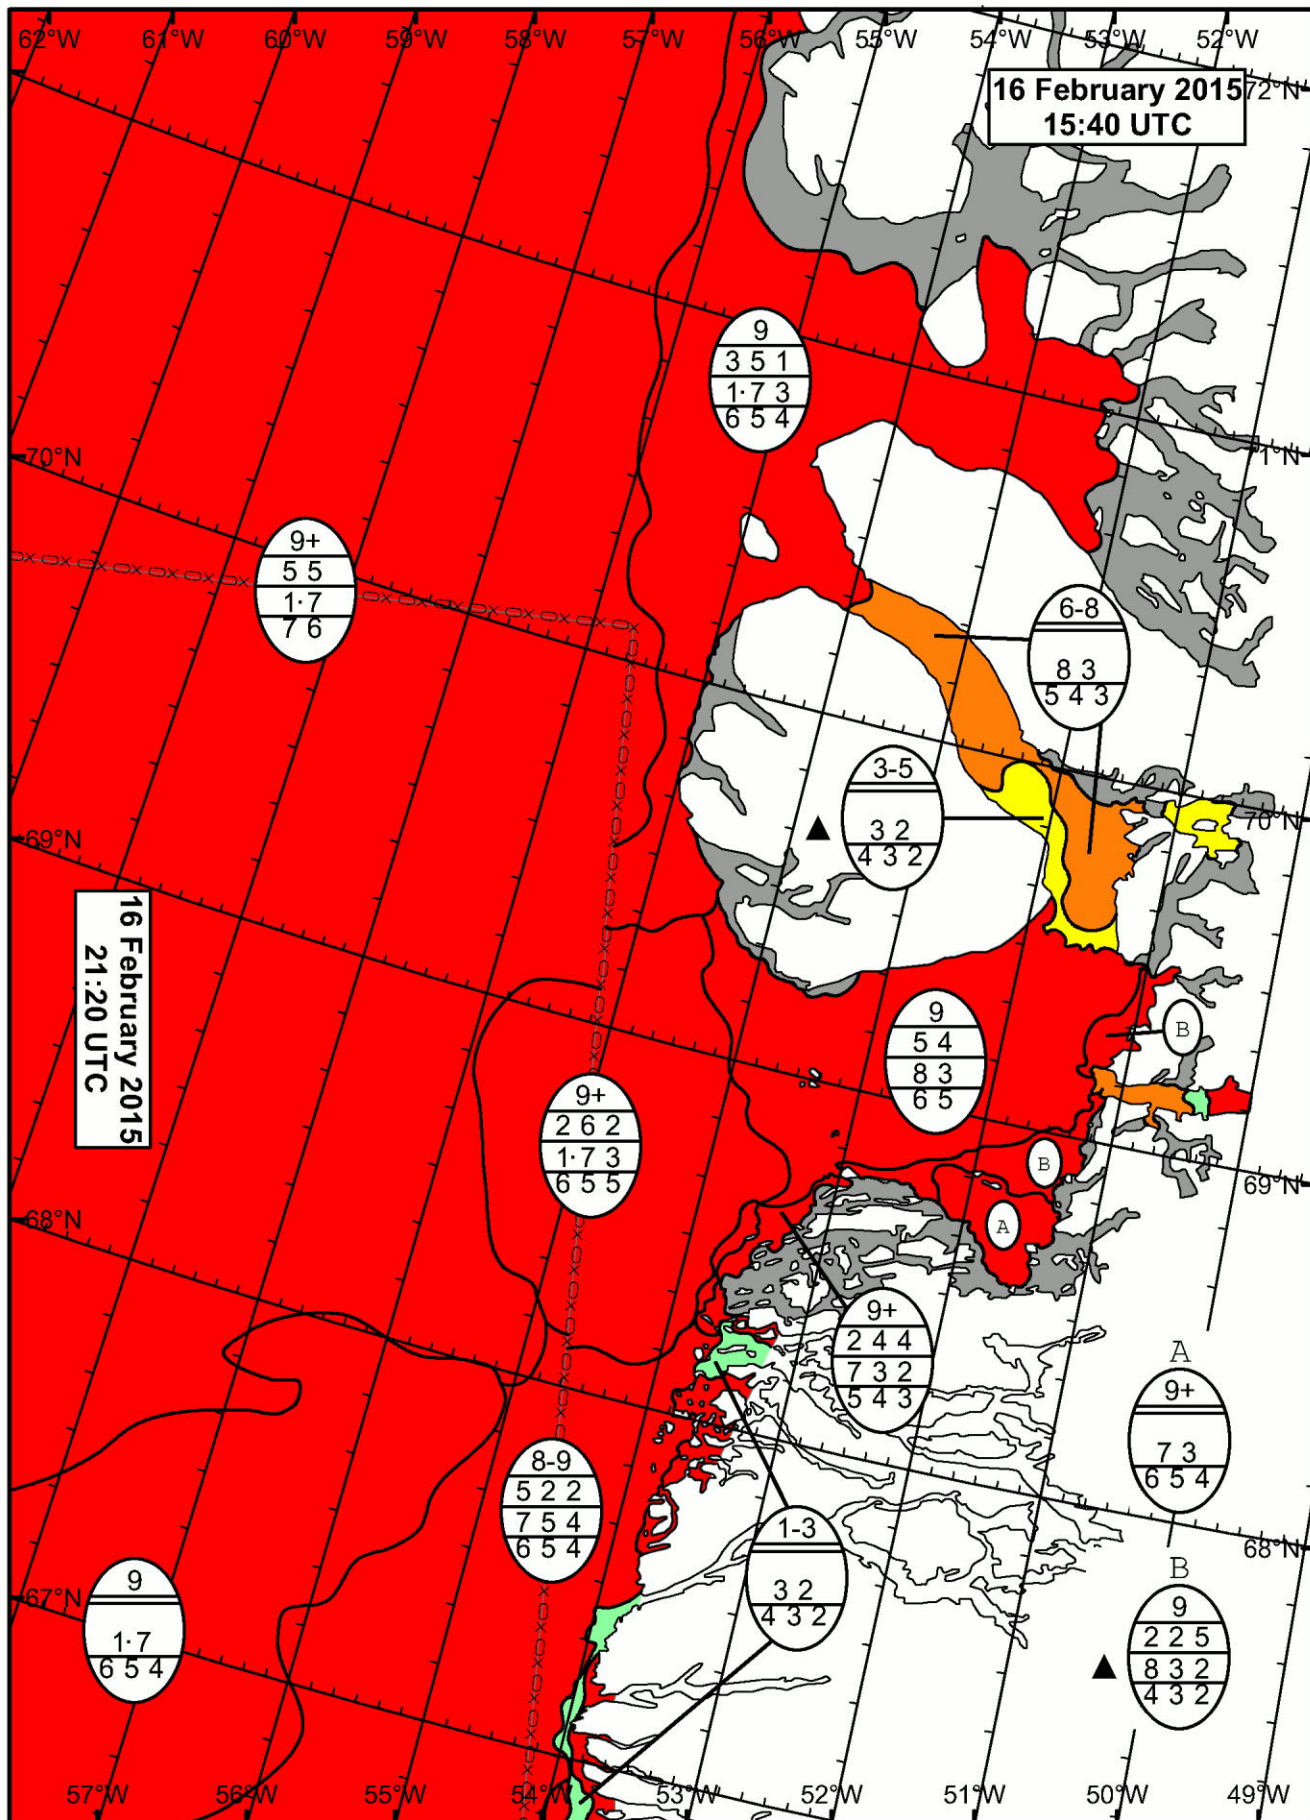 62°W 61°W 60°W 59°W 58°W 57°W 56°W 55°W 54°W 53°W 52°W
16 February 2015
15:40 UTC
72°N
9
3 5 1
1· 7 3
6 5 4
70°N
1°N
9+
5 5
1· 7
7 6
6-8
8 3
5 4 3
3-5
3 2
4 3 2
70°N
69°N
16 February 2015
21:20 UTC
9
5 4
8 3
6 5
B
9+
2 6 2
1· 7 3
6 5 5
B
69°N
A
68°N
9+
2 4 4
7 3 2
5 4 3
A
9+
7 3
6 5 4
8-9
5 2 2
7 5 4
6 5 4
1-3
3 2
4 3 2
68°N
B
9
2 2 5
8 3 2
4 3 2
9
1· 7
6 5 4
67°N
57°W 56°W 55°W 54°W 53°W 52°W 51°W 50°W 49°W